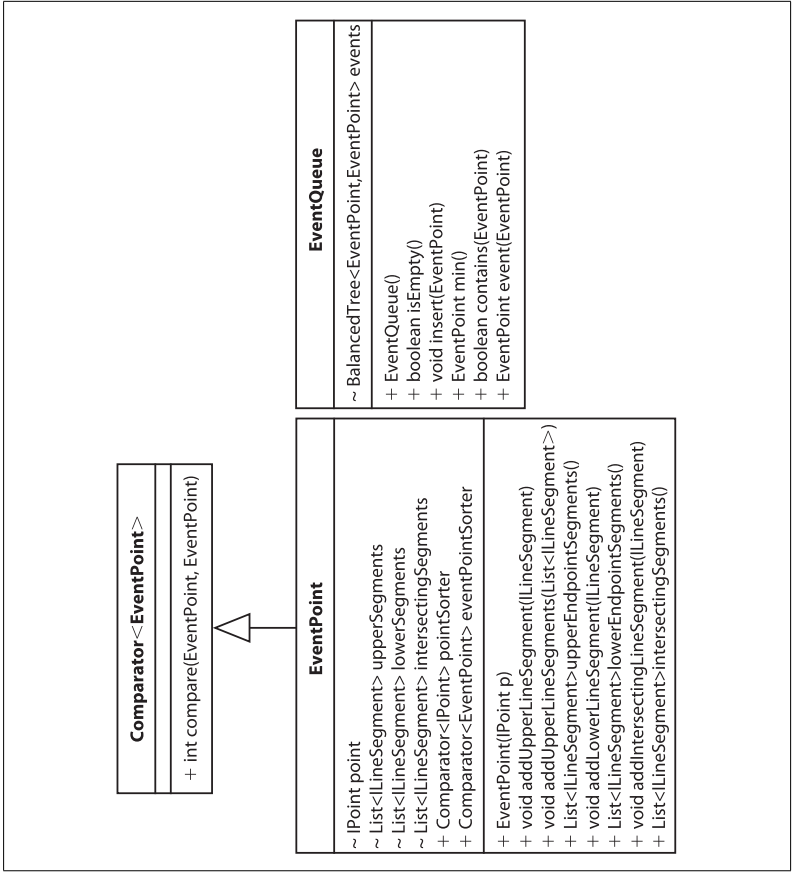 Comparator<EventPoint>
+ int compare(EventPoint, EventPoint)
EventPoint
~ IPoint point
~ List<ILineSegment> upperSegments
~ List<ILineSegment> lowerSegments
~ List<ILineSegment> intersectingSegments
+ Comparator<IPoint> pointSorter
+ Comparator<EventPoint> eventPointSorter
+ EventPoint(IPoint p)
+ void addUpperLineSegment(ILineSegment)
+ void addUpperLineSegments(List<ILineSegment>)
+ List<ILineSegment>upperEndpointSegments()
+ void addLowerLineSegment(ILineSegment)
+ List<ILineSegment>lowerEndpointSegments()
+ void addIntersectingLineSegment(ILineSegment)
+ List<ILineSegment>intersectingSegments()
EventQueue
~ BalancedTree<EventPoint,EventPoint> events
+ EventQueue()
+ boolean isEmpty()
+ void insert(EventPoint)
+ EventPoint min()
+ boolean contains(EventPoint)
+ EventPoint event(EventPoint)